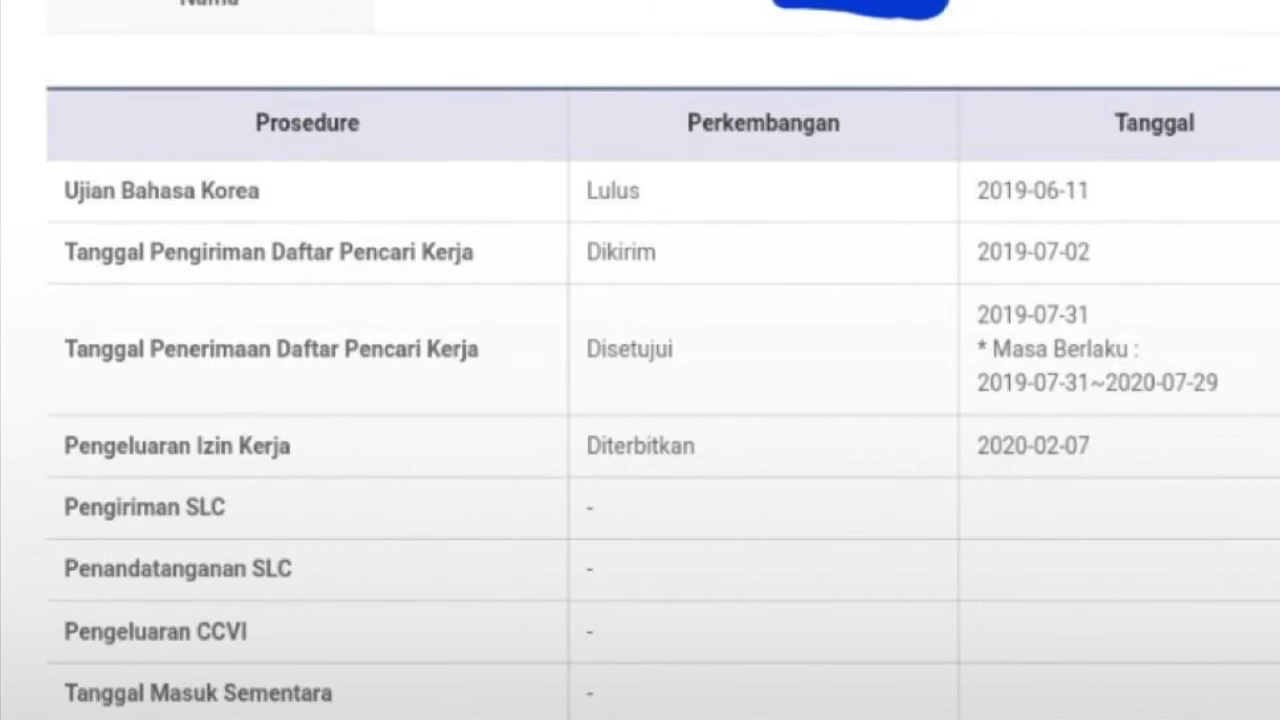 Nama
Prosedure Perkembangan Tanggal
Ujian Bahasa Korea Lulus 2019-06-11
Tanggal Pengiriman Daftar Pencari Kerja Dikirim 2019-07-02
Tanggal Penerimaan Daftar Pencari Kerja Disetujui 2019-07-31
* Masa Berlaku :
2019-07-31~2020-07-29
Pengeluaran Izin Kerja Diterbitkan 2020-02-07
Pengiriman SLC -
Penandatanganan SLC -
Pengeluaran CCVI -
Tanggal Masuk Sementara -